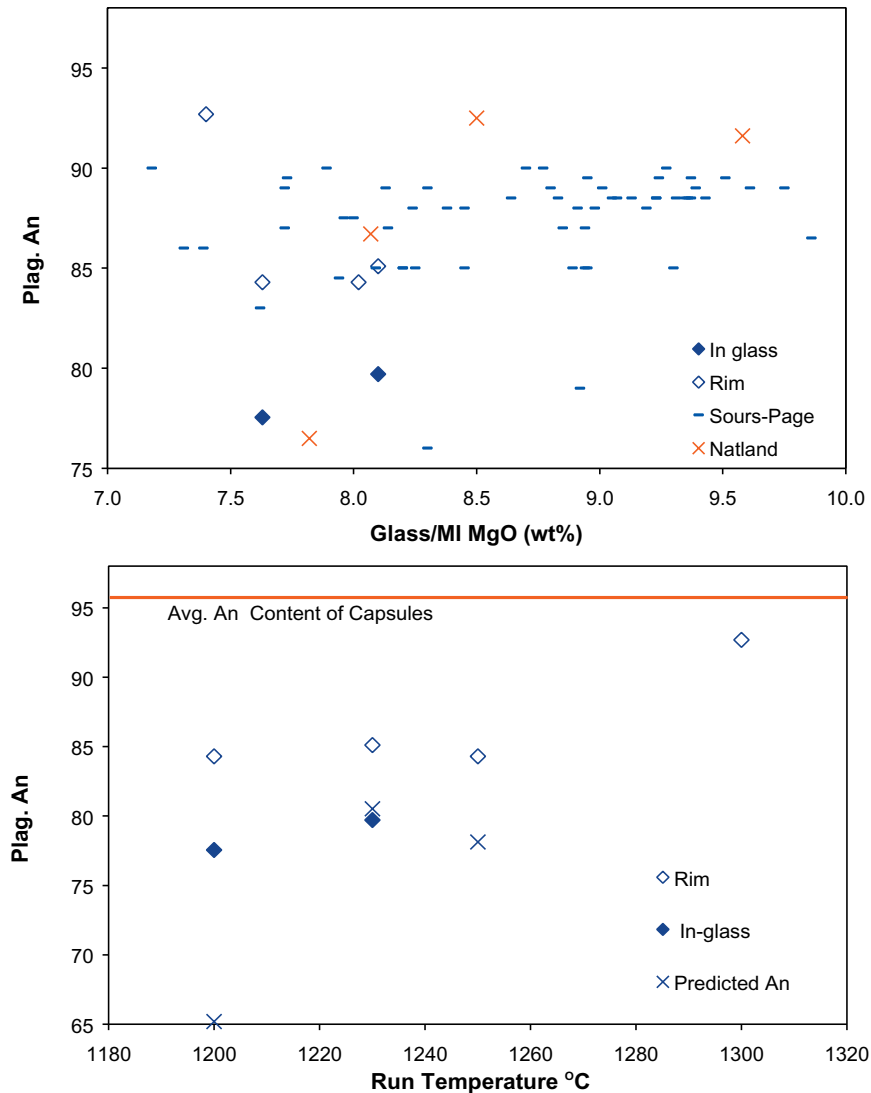 95
90
85
80
75
Plag. An
7.0 7.5 8.0 8.5 9.0 9.5 10.0
Glass/MI MgO (wt%)
In glass
Rim
Sours-Page
Natland
95
90
85
80
75
70
65
Plag. An
Avg. An Content of Capsules
Rim
In-glass
Predicted An
1180 1200 1220 1240 1260 1280 1300 1320
Run Temperature °C